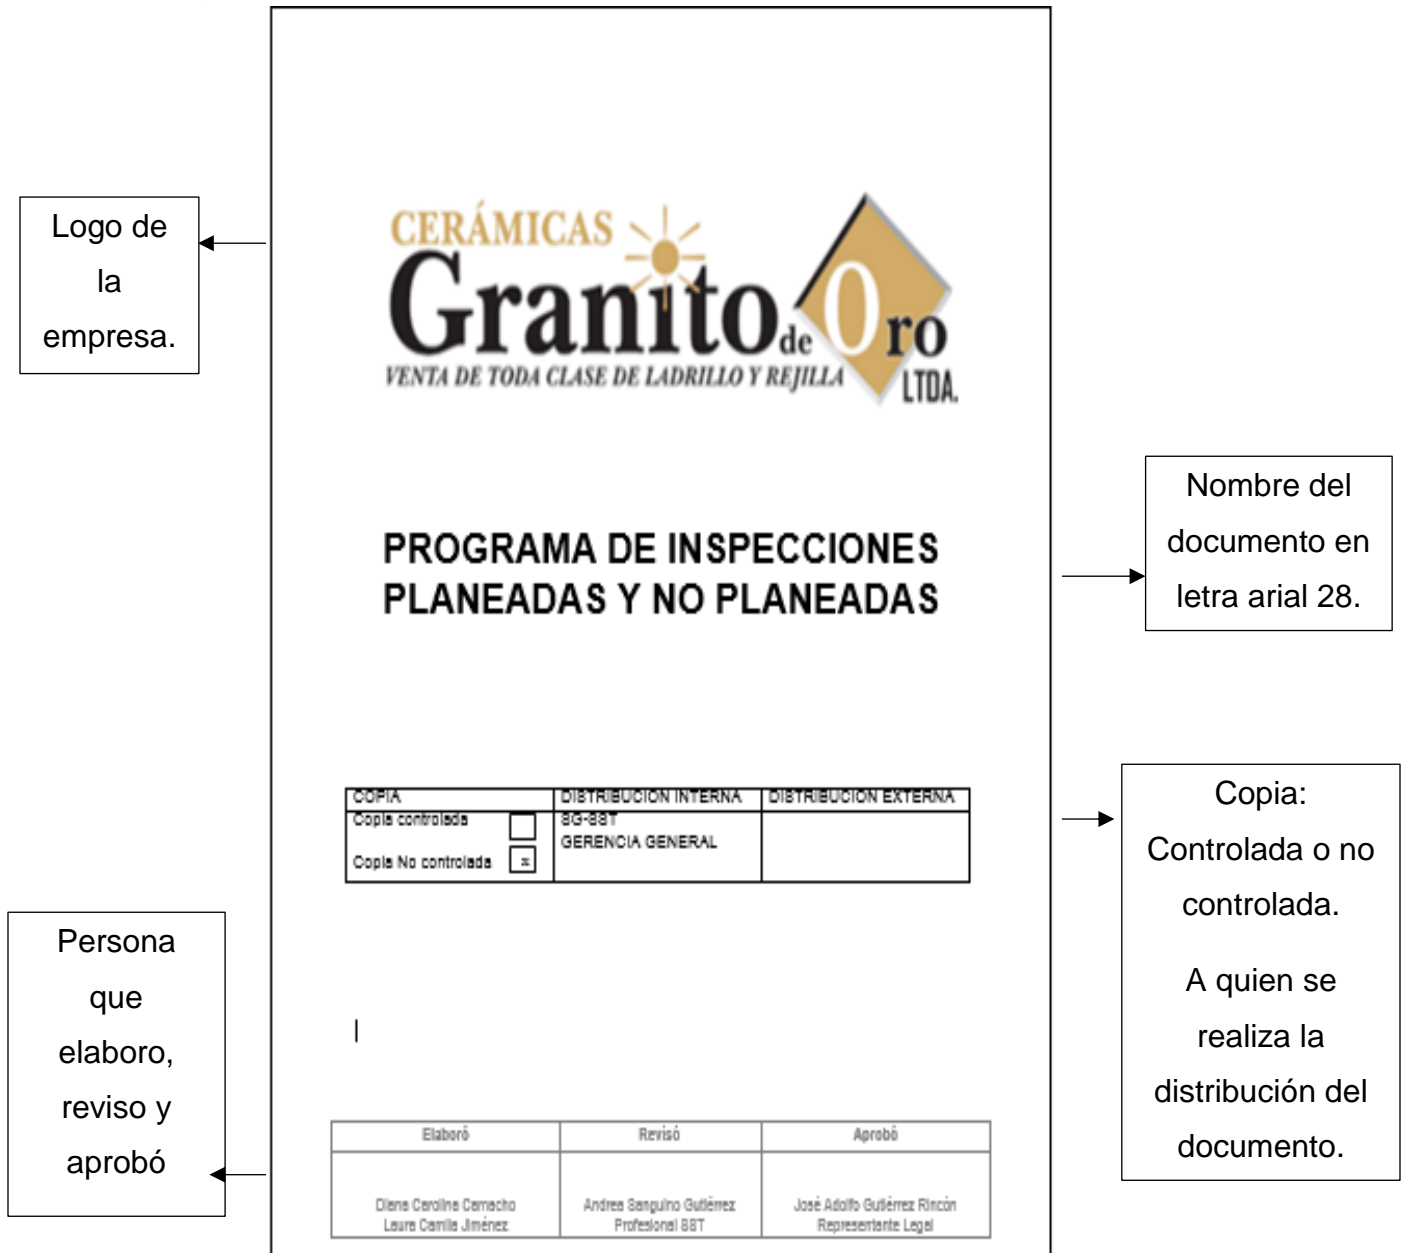 Logo de
la
empresa.
CERÁMICAS
Granito de Oro
LTDA.
VENTA DE TODA CLASE DE LADRILLO Y REJILLA
PROGRAMA DE INSPECCIONES
PLANEADAS Y NO PLANEADAS
Nombre del
documento en
letra arial 28.
COPIA DISTRIBUCION INTERNA DISTRIBUCION EXTERNA
Copia controlada SG-SST
GERENCIA GENERAL
Copia No controlada x
Copia:
Controlada o no
controlada.
A quien se
realiza la
distribución del
documento.
Persona
que
elaboro,
reviso y
aprobó
Elaboró Revisó Aprobó
Diana Carolina Camacho Andrea Sanguino Gutiérrez José Adolfo Gutiérrez Rincón
Laura Camila Jiménez Profesional SST Representante Legal